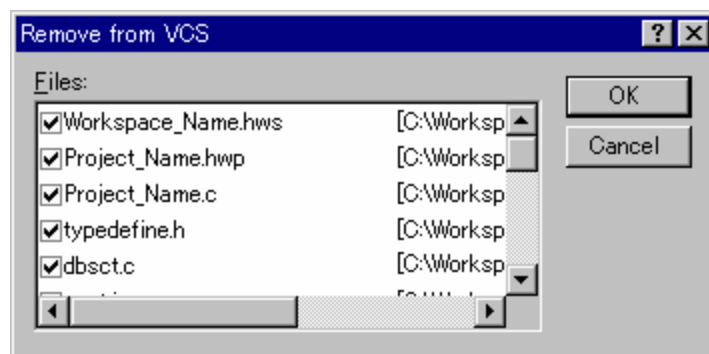 Remove from VCS
Files:
Workspace_Name.hws [C:\Worksp
Project_Name.hwp [C:\Worksp
Project_Name.c [C:\Worksp
typedefine.h [C:\Worksp
dbsct.c [C:\Worksp
OK
Cancel